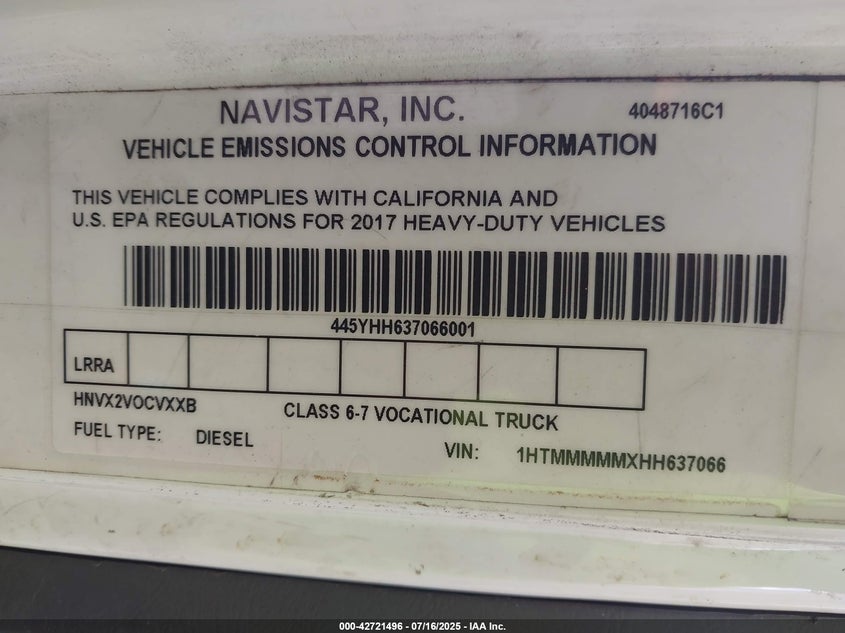 NAVISTAR, INC.
4048716C1
VEHICLE EMISSIONS CONTROL INFORMATION
THIS VEHICLE COMPLIES WITH CALIFORNIA AND
U.S. EPA REGULATIONS FOR 2017 HEAVY-DUTY VEHICLES
445YHH637066001
LRRA
HNVX2VOCVXXB
CLASS 6-7 VOCATIONAL TRUCK
FUEL TYPE: DIESEL
VIN: 1HTMMMMMXHH637066
000-42721496 - 07/16/2025 - IAA Inc.